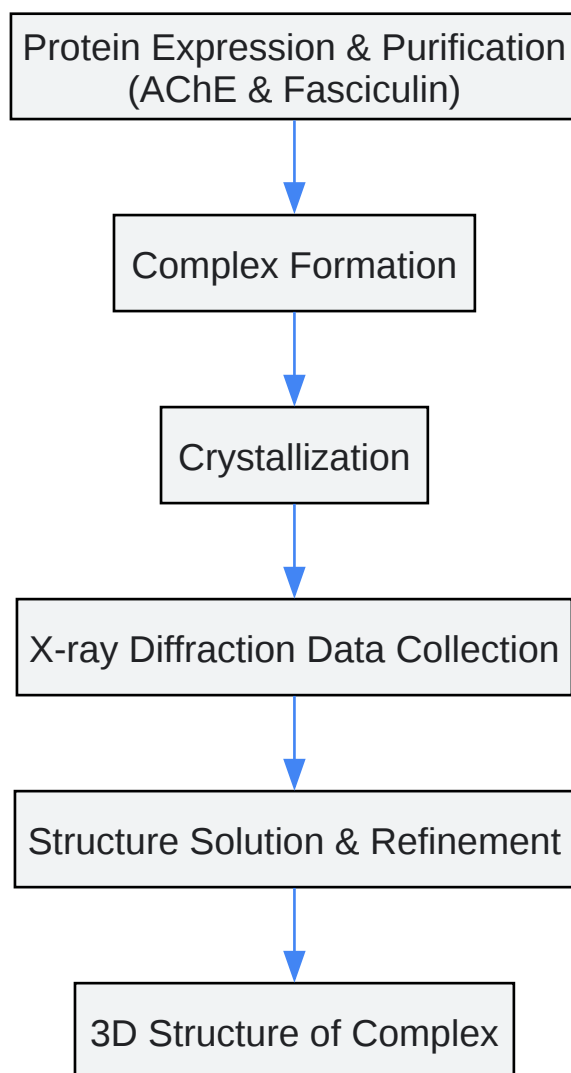 Protein Expression & Purification
(AChE & Fasciculin)
Complex Formation
Crystallization
X-ray Diffraction Data Collection
Structure Solution & Refinement
3D Structure of Complex